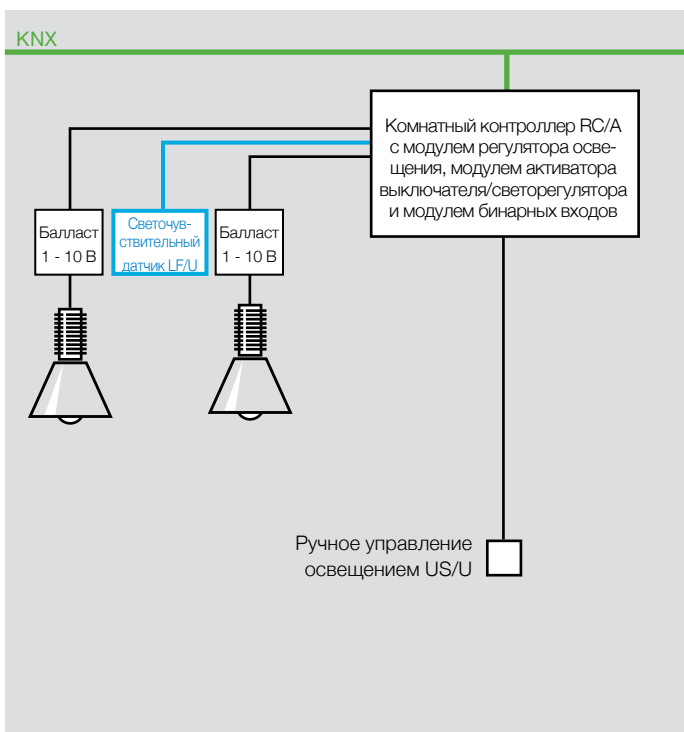 KNX
Комнатный контроллер RC/A
с модулем регулятора осве-
щения, модулем активатора
выключателя/светорегулятора
и модулем бинарных входов
Балласт
1 - 10 В
Светочув-
ствительный
датчик LF/U
Балласт
1 - 10 В
Ручное управление
освещением US/U